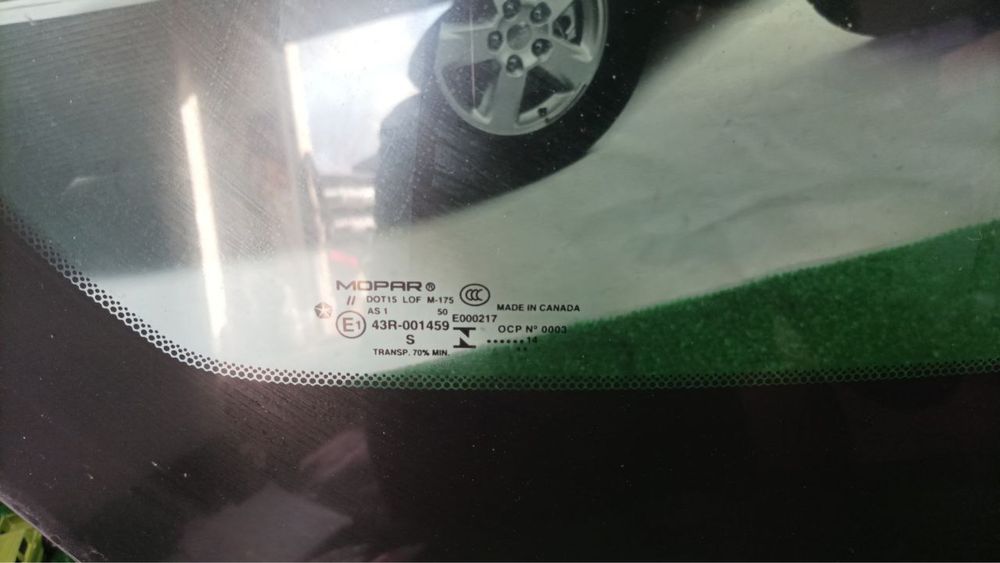 MOPAR®
// DOT15 LOF M-175 CCC
AS 1 50 MADE IN CANADA
E1 43R-001459 E000217
S OCP Nº 0003
•••••• 14
TRANSP. 70% MIN.